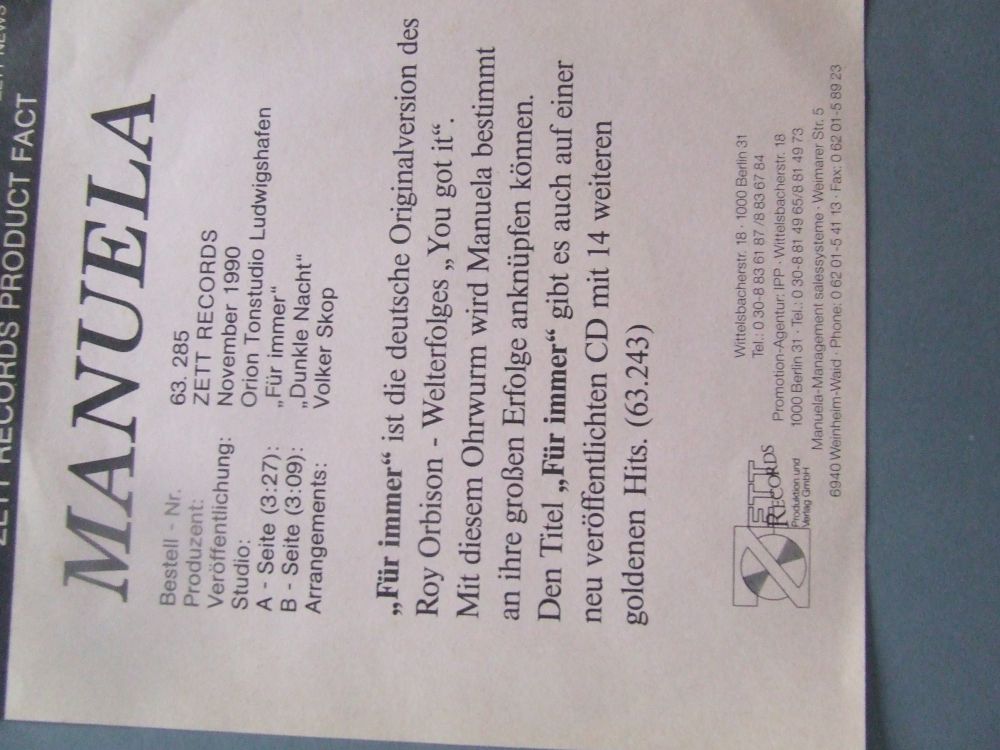 ZETT NEWS
ZETT RECORDS PRODUCT FACT
MANUELA
Bestell - Nr. 63. 285
Produzent: ZETT RECORDS
Veröffentlichung: November 1990
Studio: Orion Tonstudio Ludwigshafen
A - Seite (3:27): „Für immer“
B - Seite (3:09): „Dunkle Nacht“
Arrangements: Volker Skop
„Für immer“ ist die deutsche Originalversion des
Roy Orbison - Welterfolges „You got it“.
Mit diesem Ohrwurm wird Manuela bestimmt
an ihre großen Erfolge anknüpfen können.
Den Titel „Für immer“ gibt es auch auf einer
neu veröffentlichten CD mit 14 weiteren
goldenen Hits. (63.243)
ZETT
RECORDS
Produktion und
Verlag GmbH
Wittelsbacherstr. 18 · 1000 Berlin 31
Tel.: 0 30-8 83 61 87 /8 83 67 84
Promotion-Agentur: IPP · Wittelsbacherstr. 18
1000 Berlin 31 · Tel.: 0 30-8 81 49 65/8 81 49 73
Manuela-Management salessysteme · Weimarer Str. 5
6940 Weinheim-Waid · Phone: 0 62 01-5 41 13 · Fax: 0 62 01-5 89 23